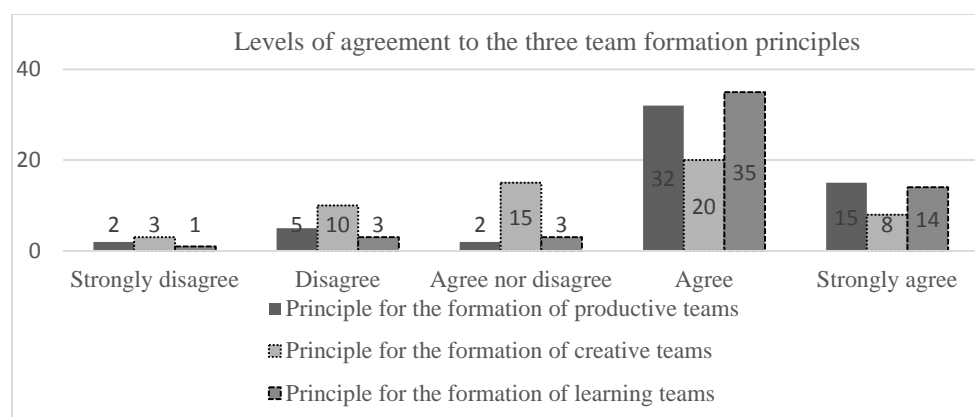 Levels of agreement to the three team formation principles
40
20
0
2 3 1
5 10 3
2 15 3
32 20 35
15 8 14
Strongly disagree Disagree Agree nor disagree Agree Strongly agree
Principle for the formation of productive teams
Principle for the formation of creative teams
Principle for the formation of learning teams